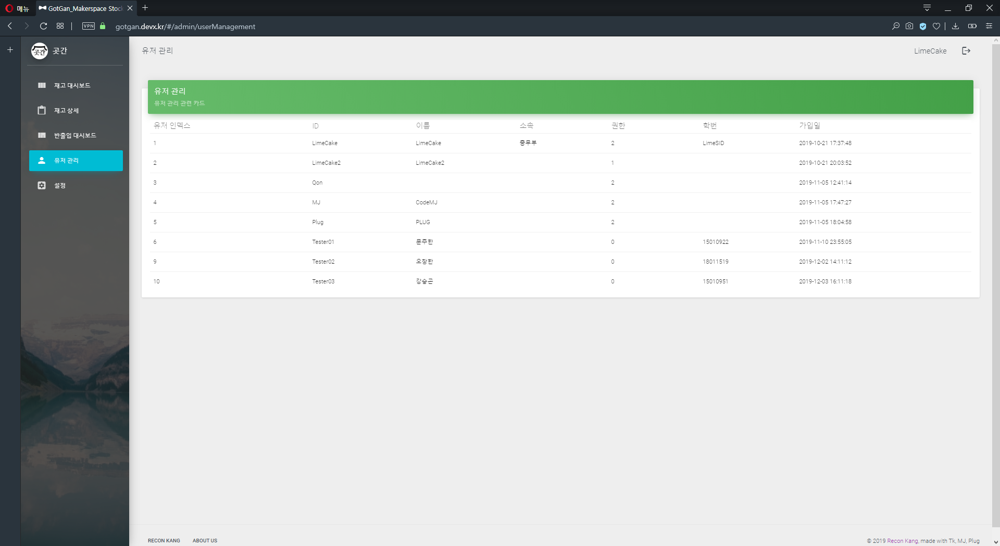 메뉴
GotGan_Makerspace Stock
VPN
gotgan.devx.kr/#/admin/userManagement
곳간
곳간
유저 관리
LimeCake
재고 대시보드
재고 상세
반출입 대시보드
유저 관리
설정
유저 관리
유저 관리 관련 카드
유저 인덱스 ID 이름 소속 권한 학번 가입일
1 LimeCake LimeCake 총무부 2 LimeSID 2019-10-21 17:37:48
2 LimeCake2 LimeCake2 1 2019-10-21 20:03:52
3 Qon 2 2019-11-05 12:41:14
4 MJ CodeMJ 2 2019-11-05 17:47:27
5 Plug PLUG 2 2019-11-05 18:04:58
6 Tester01 문주한 0 15010922 2019-11-10 23:55:05
9 Tester02 오창한 0 18011519 2019-12-02 14:11:12
10 Tester03 강승곤 0 15010951 2019-12-03 16:11:18
RECON KANG ABOUT US
© 2019 Recon Kang, made with Tk, MJ, Plug